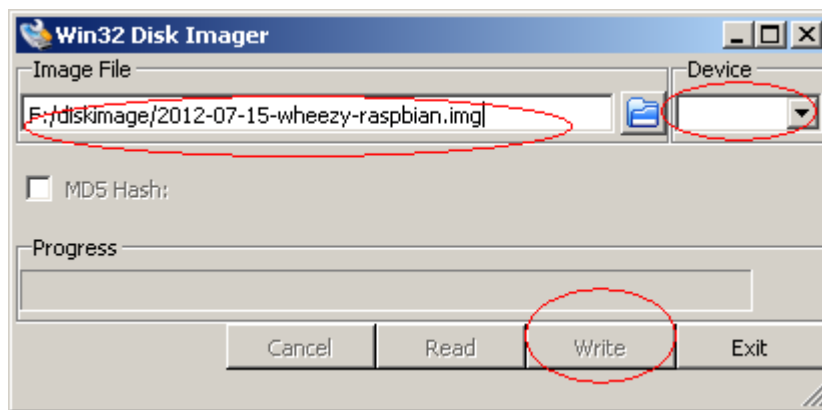 Win32 Disk Imager
Image File
Device
F:/diskimage/2012-07-15-wheezy-raspbian.img
MD5 Hash:
Progress
Cancel
Read
Write
Exit